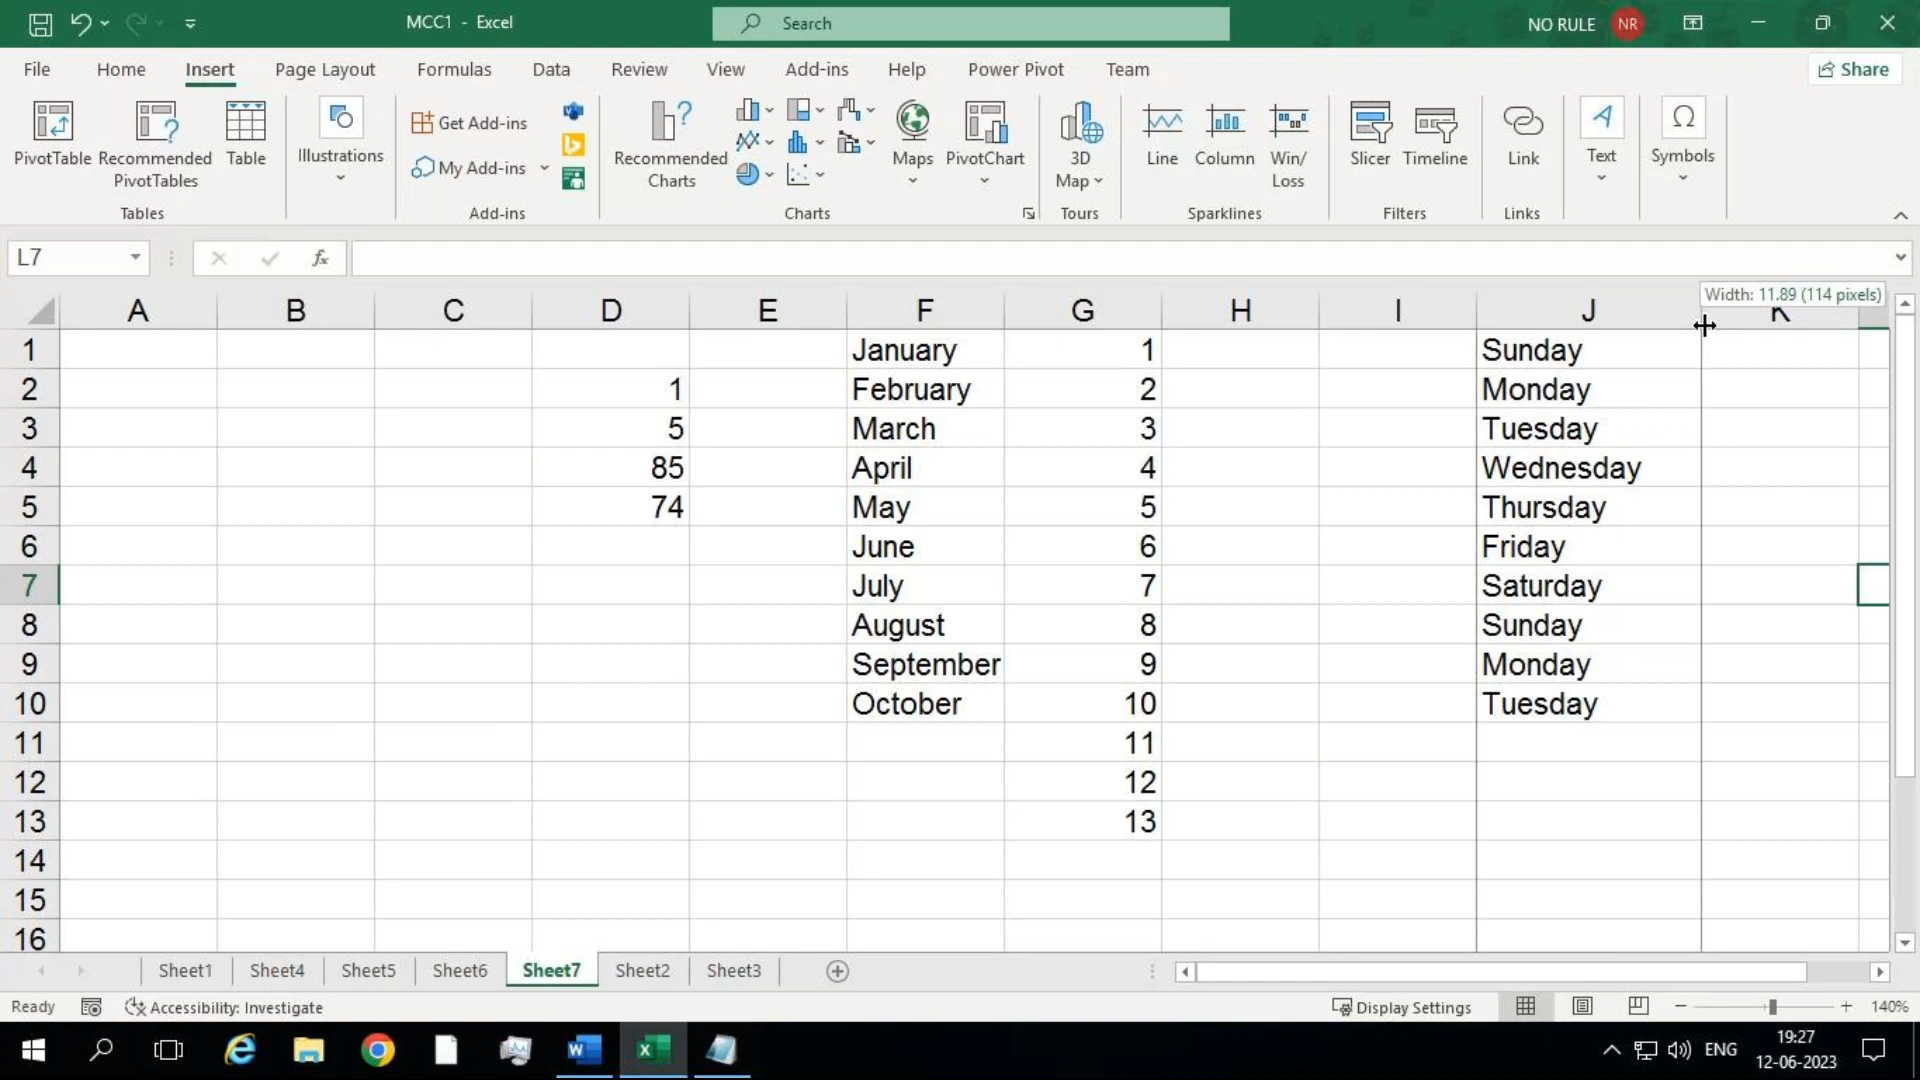 MCC1 - Excel
Search
NO RULE NR
File Home Insert Page Layout Formulas Data Review View Add-ins Help Power Pivot Team Share
PivotTable
Recommended PivotTables
Table
Tables
Illustrations
Get Add-ins
My Add-ins
Add-ins
Recommended Charts
Maps
PivotChart
Charts
3D Map
Tours
Line
Column
Win/ Loss
Sparklines
Slicer
Timeline
Filters
Link
Links
Text
Symbols
L7
fx
Width: 11.89 (114 pixels)
A B C D E F G H I J K
1 January 1 Sunday
2 1 February 2 Monday
3 5 March 3 Tuesday
4 85 April 4 Wednesday
5 74 May 5 Thursday
6 June 6 Friday
7 July 7 Saturday
8 August 8 Sunday
9 September 9 Monday
10 October 10 Tuesday
11 11
12 12
13 13
14
15
16
Sheet1 Sheet4 Sheet5 Sheet6 Sheet7 Sheet2 Sheet3
Ready Accessibility: Investigate Display Settings 140%
ENG
19:27
12-06-2023